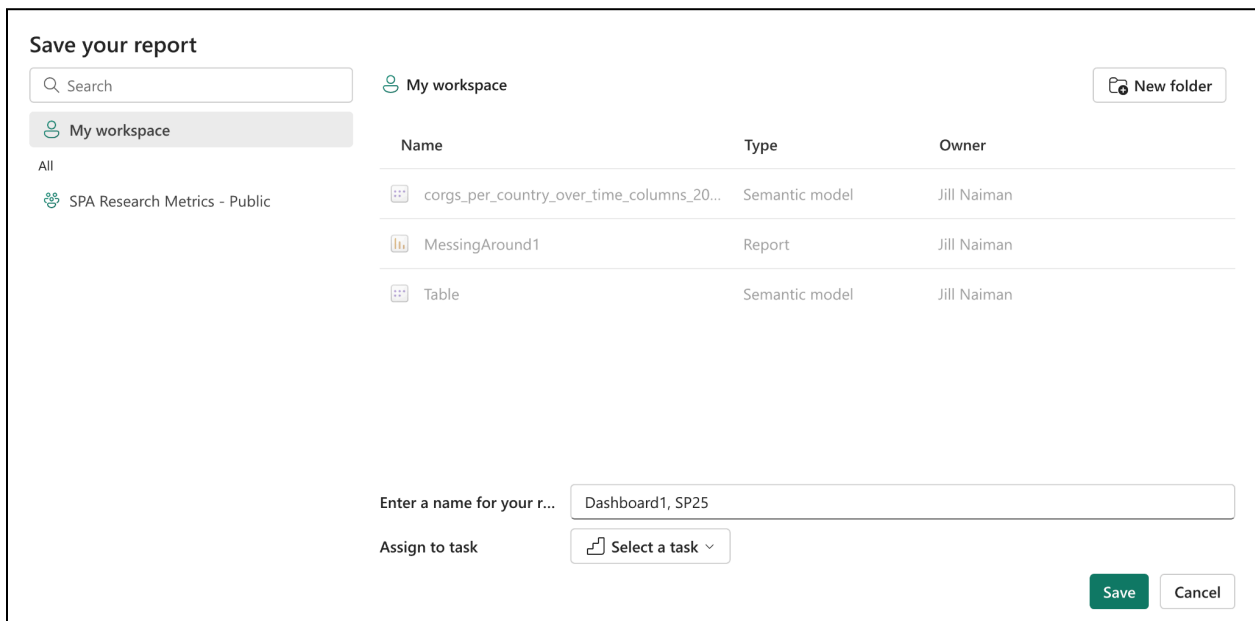 Save your report
Search
My workspace
All
SPA Research Metrics - Public
My workspace
New folder
Name Type Owner
corgs_per_country_over_time_columns_20... Semantic model Jill Naiman
MessingAround1 Report Jill Naiman
Table Semantic model Jill Naiman
Enter a name for your r... Dashboard1, SP25
Assign to task Select a task
Save Cancel